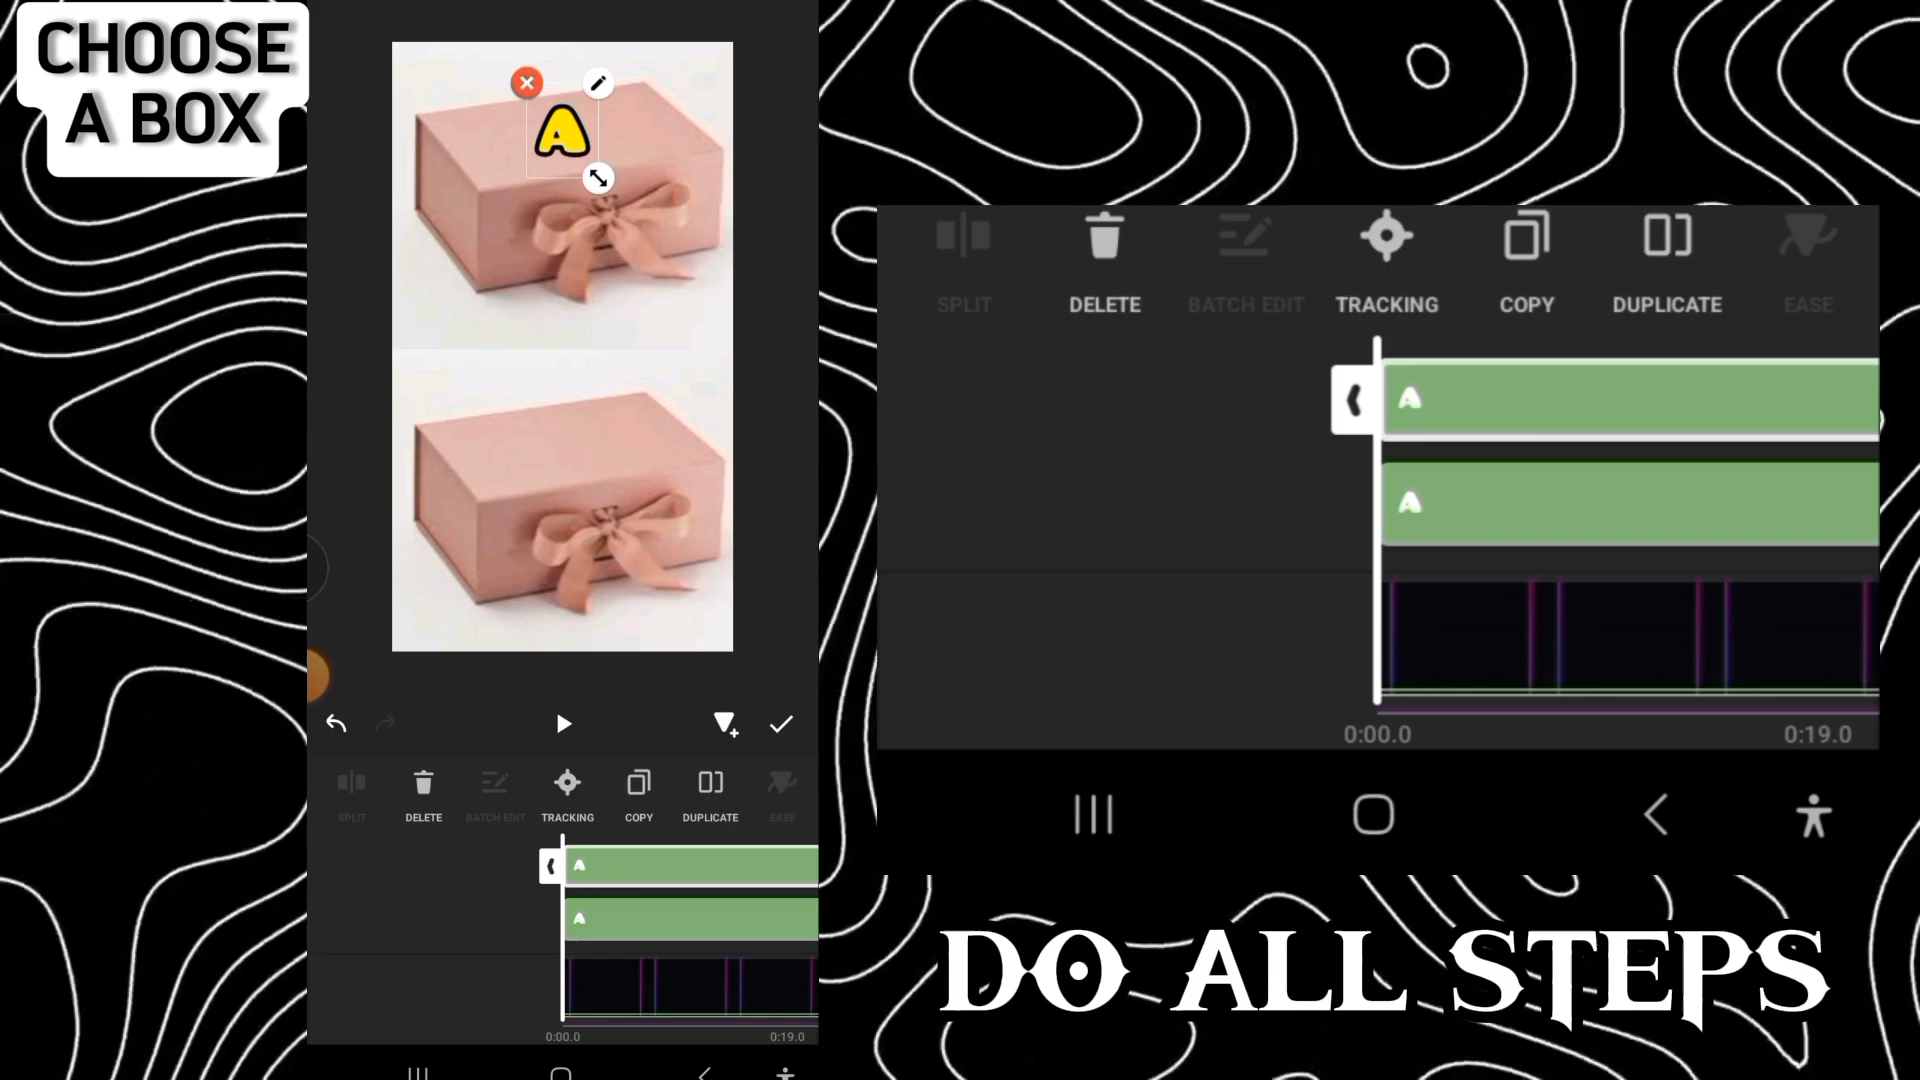 CHOOSE
A BOX
A
SPLIT DELETE BATCH EDIT TRACKING COPY DUPLICATE EASE
A
A
0:00.0 0:19.0
SPLIT DELETE BATCH EDIT TRACKING COPY DUPLICATE EASE
A
A
0:00.0 0:19.0
DO ALL STEPS